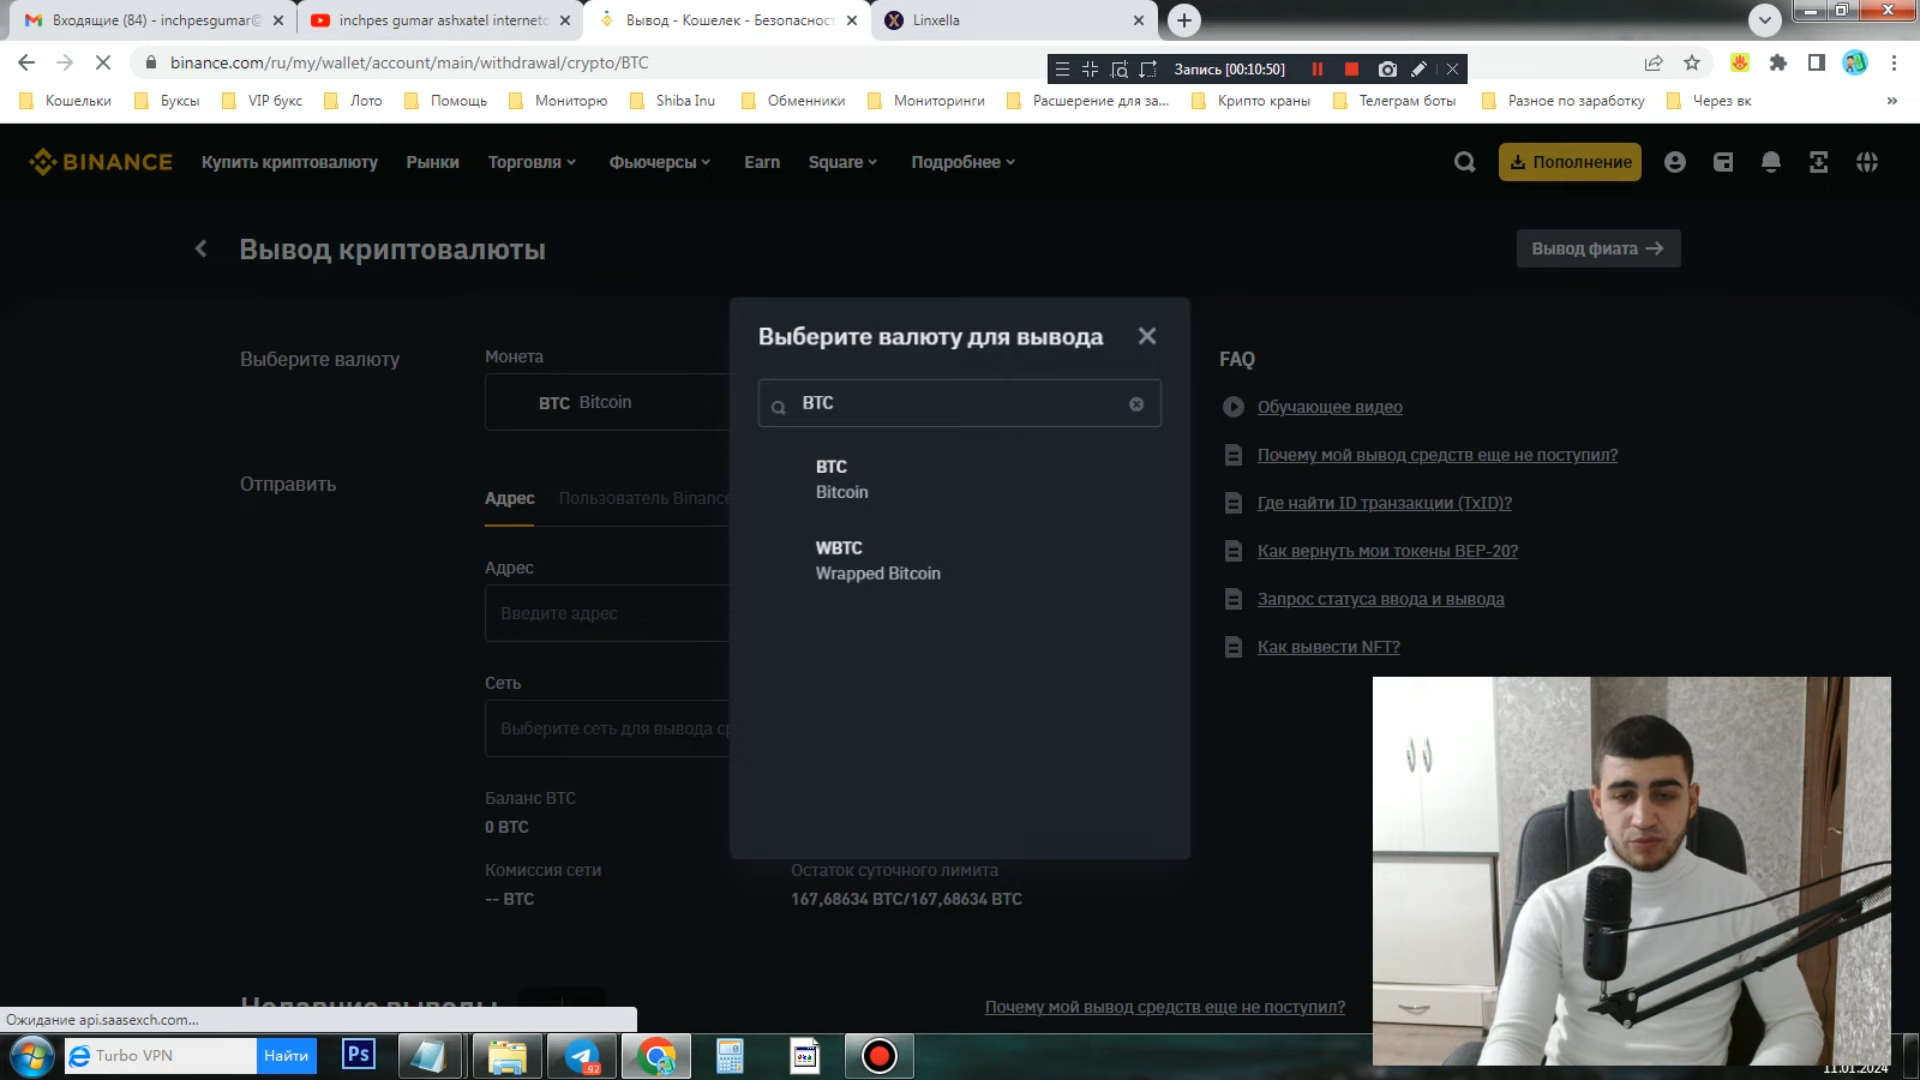 Входящие (84) - inchpesgumar@
inchpes gumar ashxatel internetc
Вывод - Кошелек - Безопасност
Linxella
binance.com/ru/my/wallet/account/main/withdrawal/crypto/BTC
Запись [00:10:50]
Кошельки
Буксы
VIP букс
Лото
Помощь
Мониторю
Shiba Inu
Обменники
Мониторинги
Расшерение для за...
Крипто краны
Телеграм боты
Разное по заработку
Через вк
BINANCE
Купить криптовалюту
Рынки
Торговля
Фьючерсы
Earn
Square
Подробнее
Пополнение
Вывод криптовалюты
Вывод фиата
Выберите валюту
Монета
BTC Bitcoin
Отправить
Адрес
Пользователь Binance
Адрес
Введите адрес
Сеть
Выберите сеть для вывода ср
Баланс BTC
0 BTC
Комиссия сети
-- BTC
Остаток суточного лимита
167,68634 BTC/167,68634 BTC
Выберите валюту для вывода
BTC
BTC
Bitcoin
WBTC
Wrapped Bitcoin
FAQ
Обучающее видео
Почему мой вывод средств еще не поступил?
Где найти ID транзакции (TxID)?
Как вернуть мои токены BEP-20?
Запрос статуса ввода и вывода
Как вывести NFT?
Недавние выводы
Почему мой вывод средств еще не поступил?
Ожидание api.saasexch.com...
Turbo VPN
Найти
Ps
92
11.01.2024